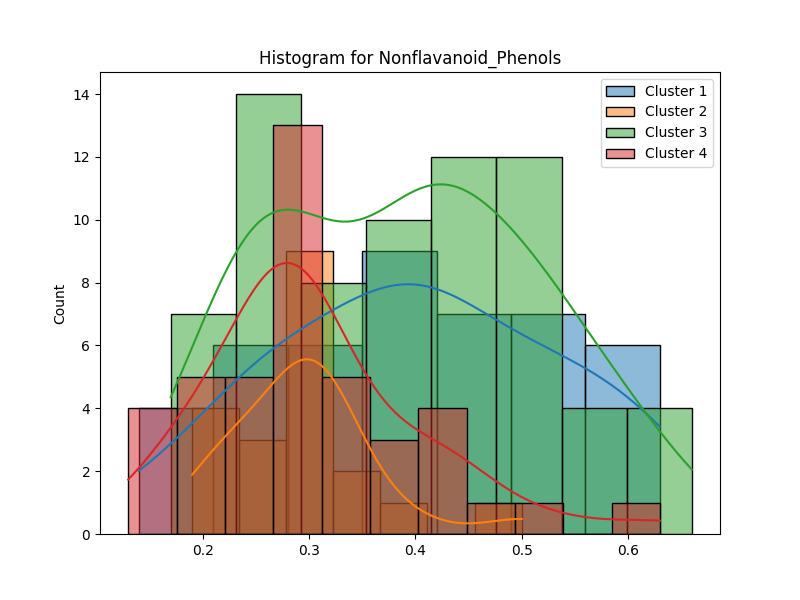 Histogram for Nonflavanoid_Phenols
Cluster 1
Cluster 2
Cluster 3
Cluster 4
14
12
10
8
6
4
2
0
Count
0.2
0.3
0.4
0.5
0.6